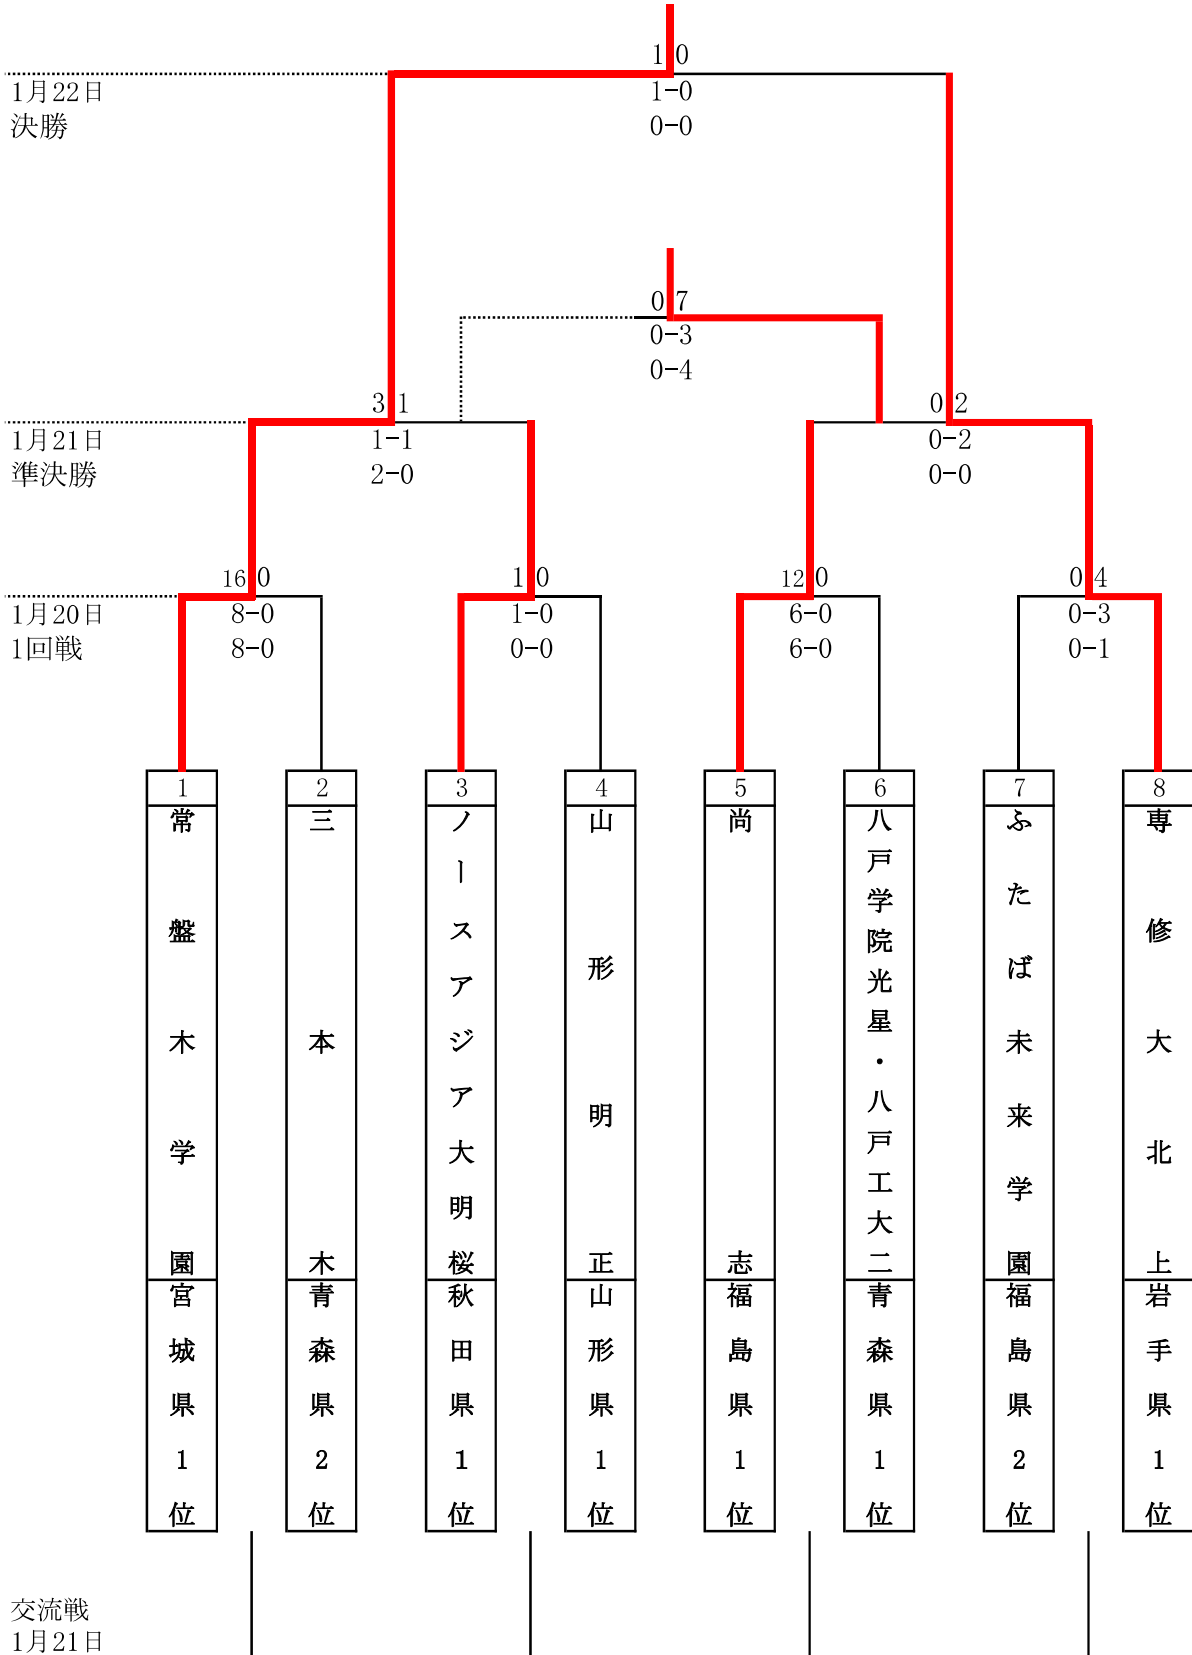 1 0
1月22日
1-0
決勝
0-0
0 7
0-3
0-4
3 1
0 2
1月21日
1-1
0-2
準決勝
2-0
0-0
16 0
1 0
12 0
0 4
1月20日
8-0
1-0
6-0
0-3
1回戦
8-0
0-0
6-0
0-1
1
2
3
4
5
6
7
8
常盤木学園
三本木
ノースアジア大明桜
山形明正
尚志
八戸学院光星・八戸工大二
ふたば未来学園
専修大北上
宮城県1位
青森県2位
秋田県1位
山形県1位
福島県1位
青森県1位
福島県2位
岩手県1位
交流戦
1月21日